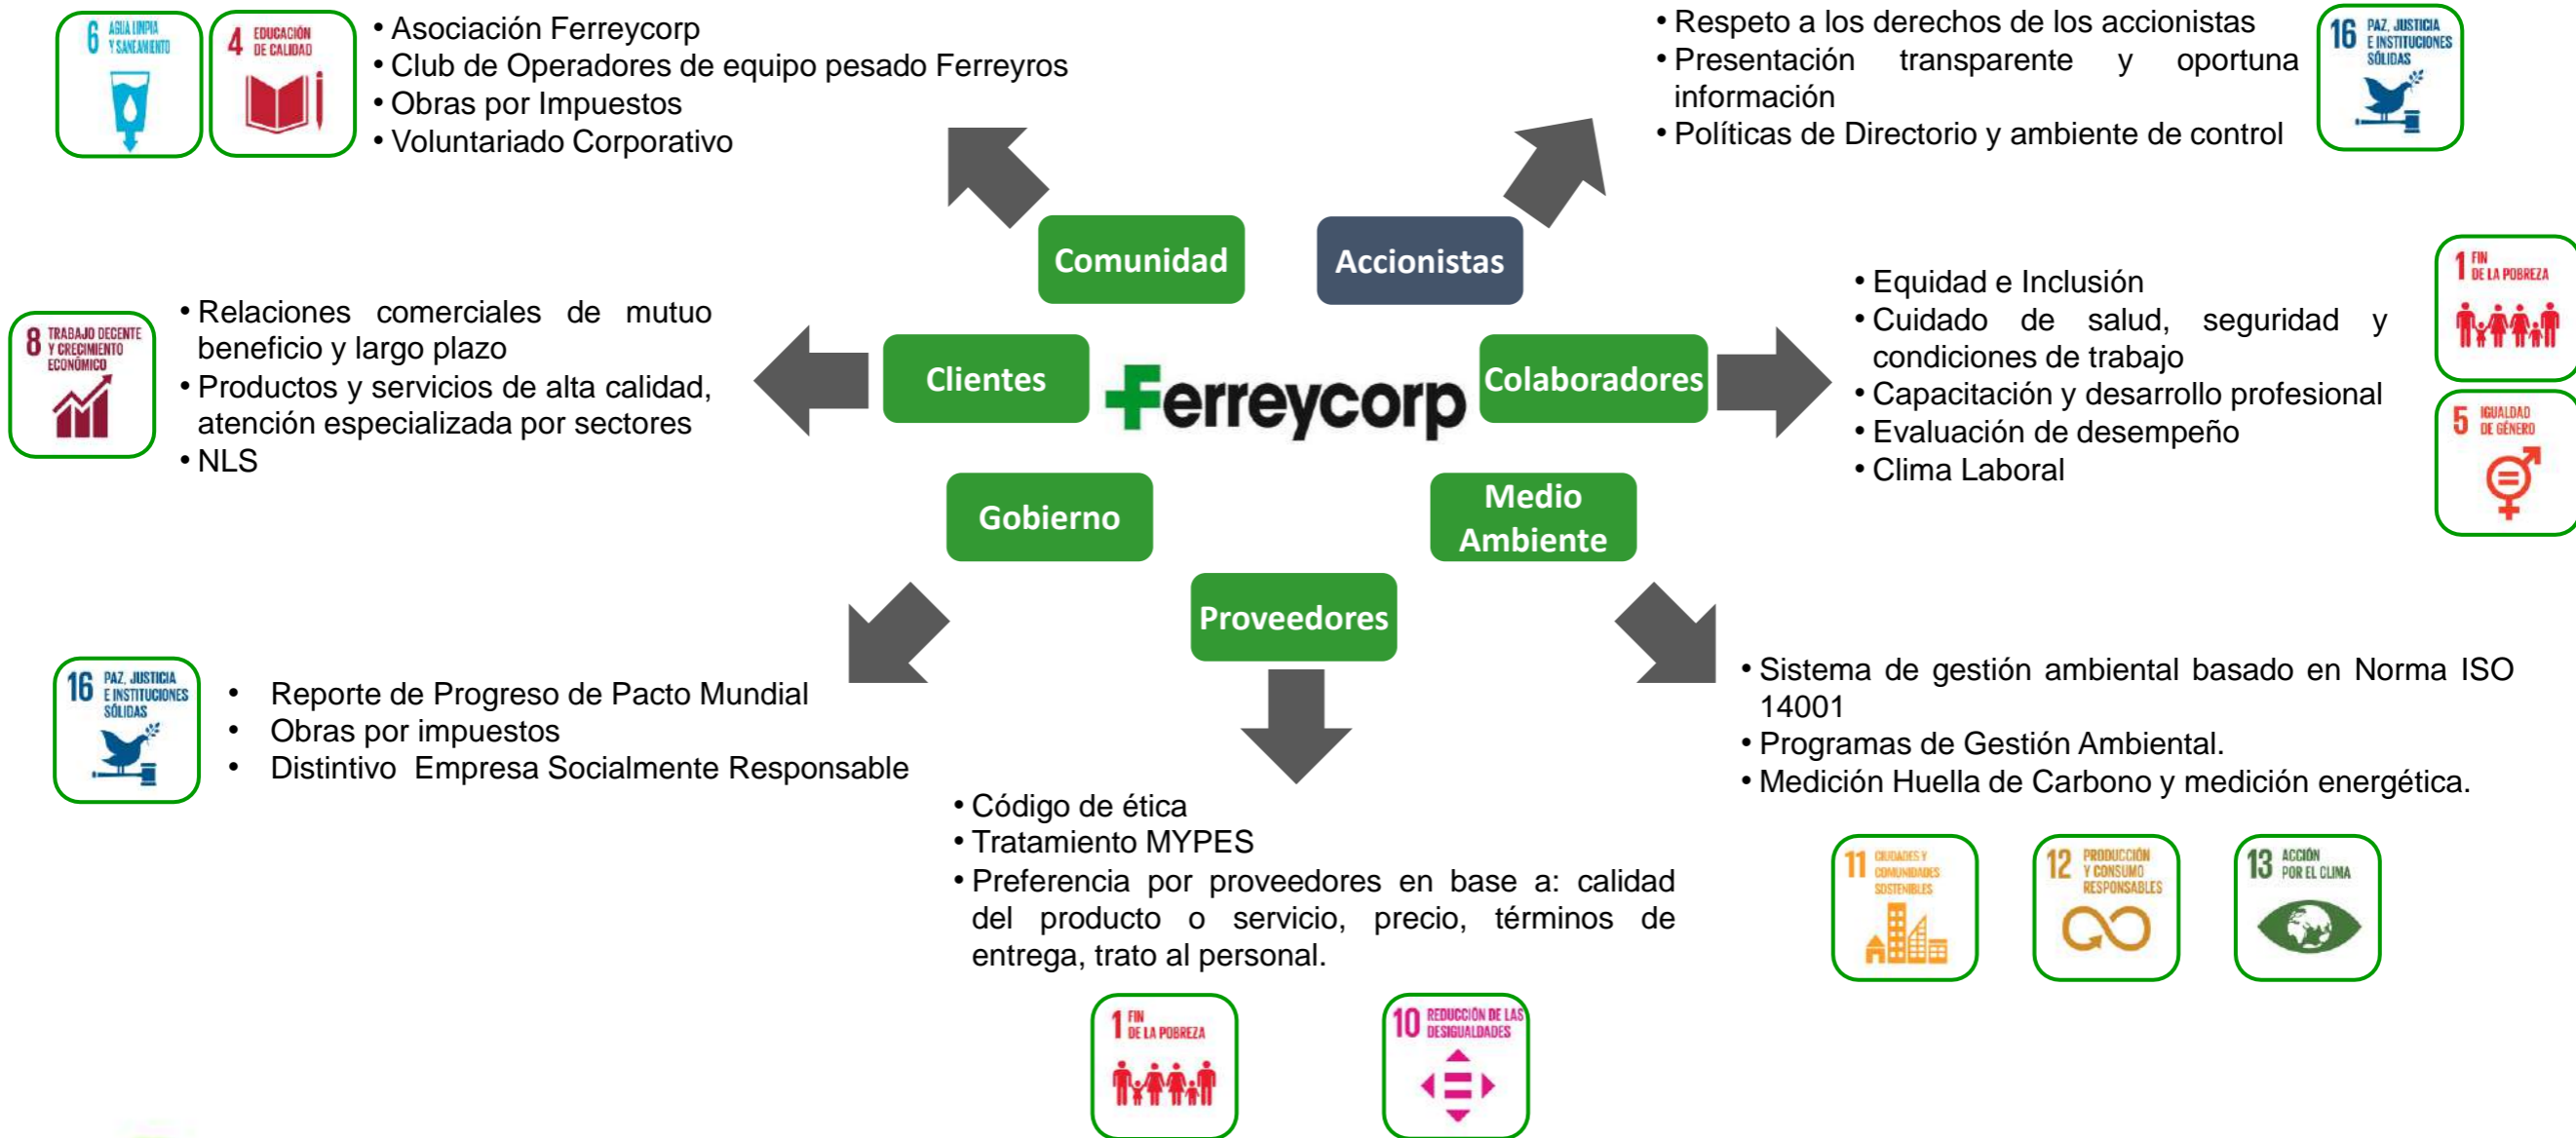 6 AGUA LIMPIA
Y SANEAMIENTO
4 EDUCACIÓN
DE CALIDAD
• Asociación Ferreycorp
• Club de Operadores de equipo pesado Ferreyros
• Obras por Impuestos
• Voluntariado Corporativo
• Respeto a los derechos de los accionistas
• Presentación transparente y oportuna
información
• Políticas de Directorio y ambiente de control
16 PAZ, JUSTICIA
E INSTITUCIONES
SÓLIDAS
Comunidad
Accionistas
8 TRABAJO DECENTE
Y CRECIMIENTO
ECONÓMICO
• Relaciones comerciales de mutuo
beneficio y largo plazo
• Productos y servicios de alta calidad,
atención especializada por sectores
• NLS
Clientes
Ferreycorp
Colaboradores
• Equidad e Inclusión
• Cuidado de salud, seguridad y
condiciones de trabajo
• Capacitación y desarrollo profesional
• Evaluación de desempeño
• Clima Laboral
1 FIN
DE LA POBREZA
5 IGUALDAD
DE GÉNERO
Gobierno
Medio
Ambiente
Proveedores
16 PAZ, JUSTICIA
E INSTITUCIONES
SÓLIDAS
• Reporte de Progreso de Pacto Mundial
• Obras por impuestos
• Distintivo Empresa Socialmente Responsable
• Código de ética
• Tratamiento MYPES
• Preferencia por proveedores en base a: calidad
del producto o servicio, precio, términos de
entrega, trato al personal.
1 FIN
DE LA POBREZA
10 REDUCCIÓN DE LAS
DESIGUALDADES
• Sistema de gestión ambiental basado en Norma ISO
14001
• Programas de Gestión Ambiental.
• Medición Huella de Carbono y medición energética.
11 CIUDADES Y
COMUNIDADES
SOSTENIBLES
12 PRODUCCIÓN
Y CONSUMO
RESPONSABLES
13 ACCIÓN
POR EL CLIMA